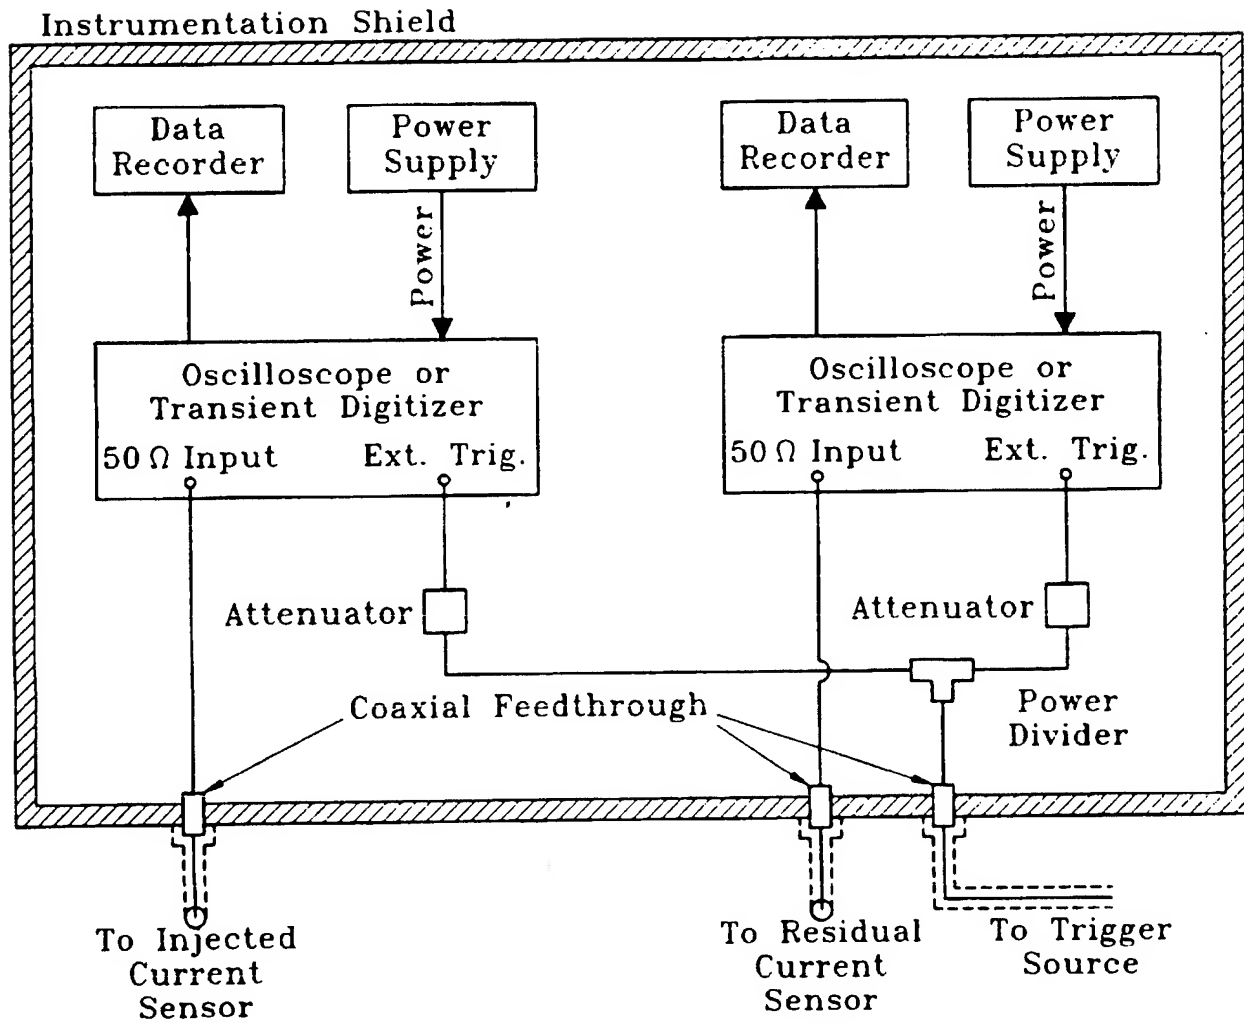 Instrumentation Shield
Data
Recorder
Power
Supply
Data
Recorder
Power
Supply
Power
Power
Oscilloscope or
Transient Digitizer
50 Ω Input
Ext. Trig.
Oscilloscope or
Transient Digitizer
50 Ω Input
Ext. Trig.
Attenuator
Attenuator
Coaxial Feedthrough
Power
Divider
To Injected
Current
Sensor
To Residual
Current
Sensor
To Trigger
Source